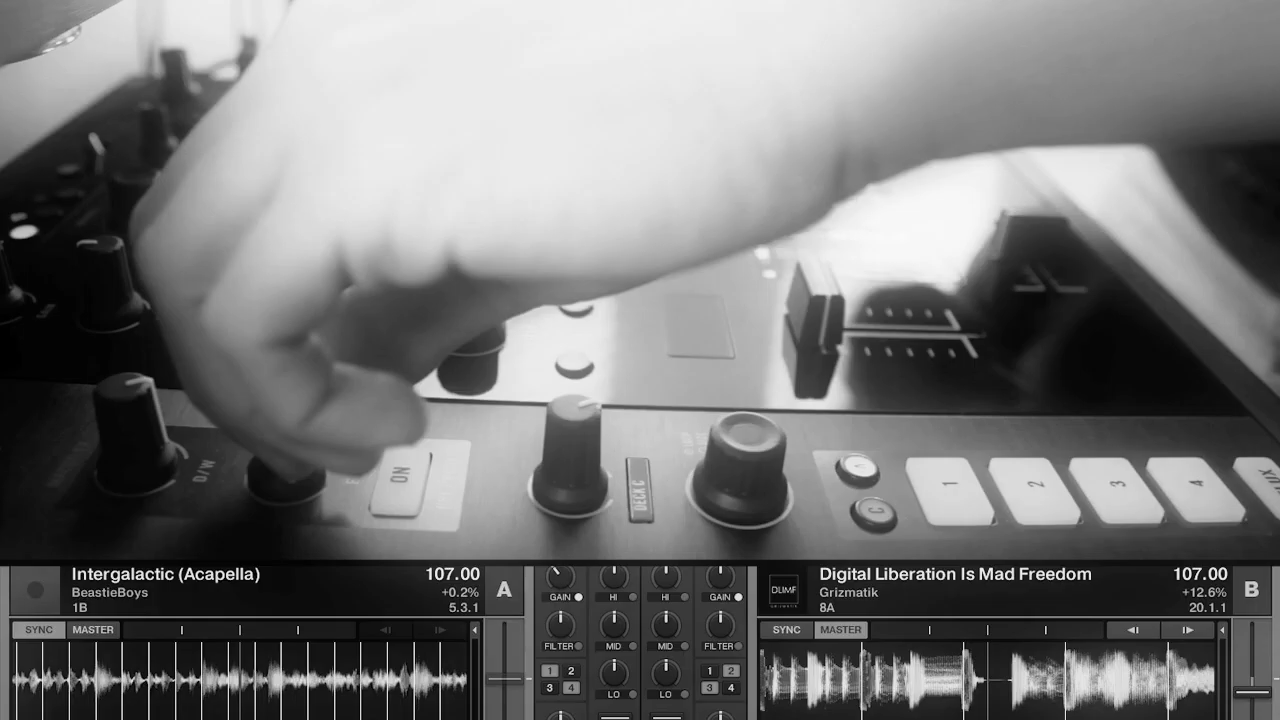 D/W
ON
DECK C
A
C
1
2
3
4
AUX
Intergalactic (Acapella)
107.00
BeastieBoys
+0.2%
1B
5.3.1
A
SYNC
MASTER
GAIN
HI
HI
GAIN
FILTER
MID
MID
FILTER
1 2
3 4
LO
LO
1 2
3 4
DLIMF
GRIZMATIK
Digital Liberation Is Mad Freedom
107.00
Grizmatik
+12.6%
8A
20.1.1
B
SYNC
MASTER